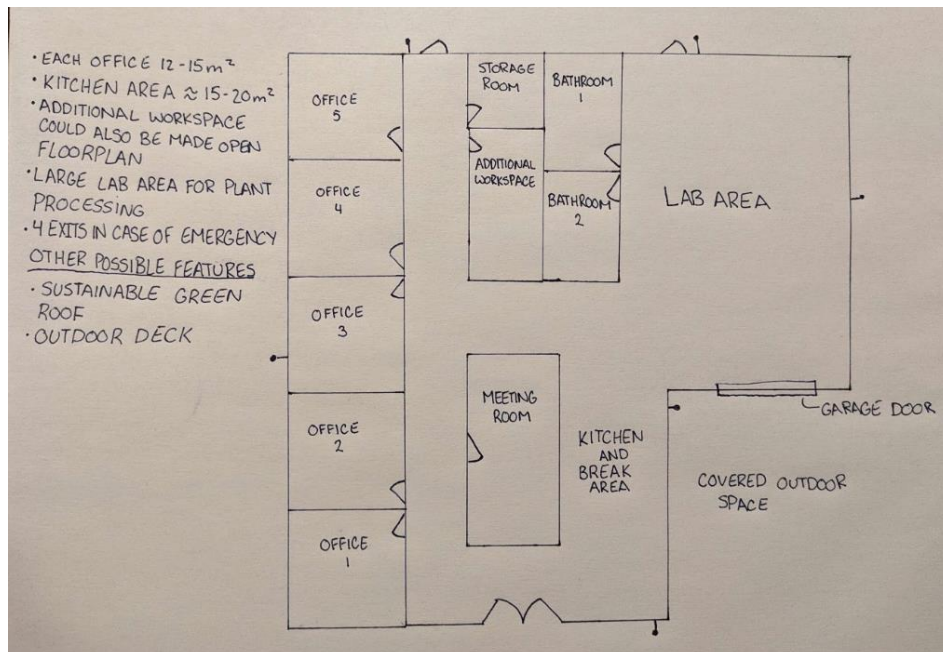 · EACH OFFICE 12-15m²
· KITCHEN AREA ≈ 15-20m²
· ADDITIONAL WORKSPACE
COULD ALSO BE MADE OPEN
FLOORPLAN
· LARGE LAB AREA FOR PLANT
PROCESSING
· 4 EXITS IN CASE OF EMERGENCY
OTHER POSSIBLE FEATURES
· SUSTAINABLE GREEN
ROOF
· OUTDOOR DECK
OFFICE
5
OFFICE
4
OFFICE
3
OFFICE
2
OFFICE
1
STORAGE
ROOM
BATHROOM
1
ADDITIONAL
WORKSPACE
BATHROOM
2
LAB AREA
MEETING
ROOM
KITCHEN
AND
BREAK
AREA
GARAGE DOOR
COVERED OUTDOOR
SPACE